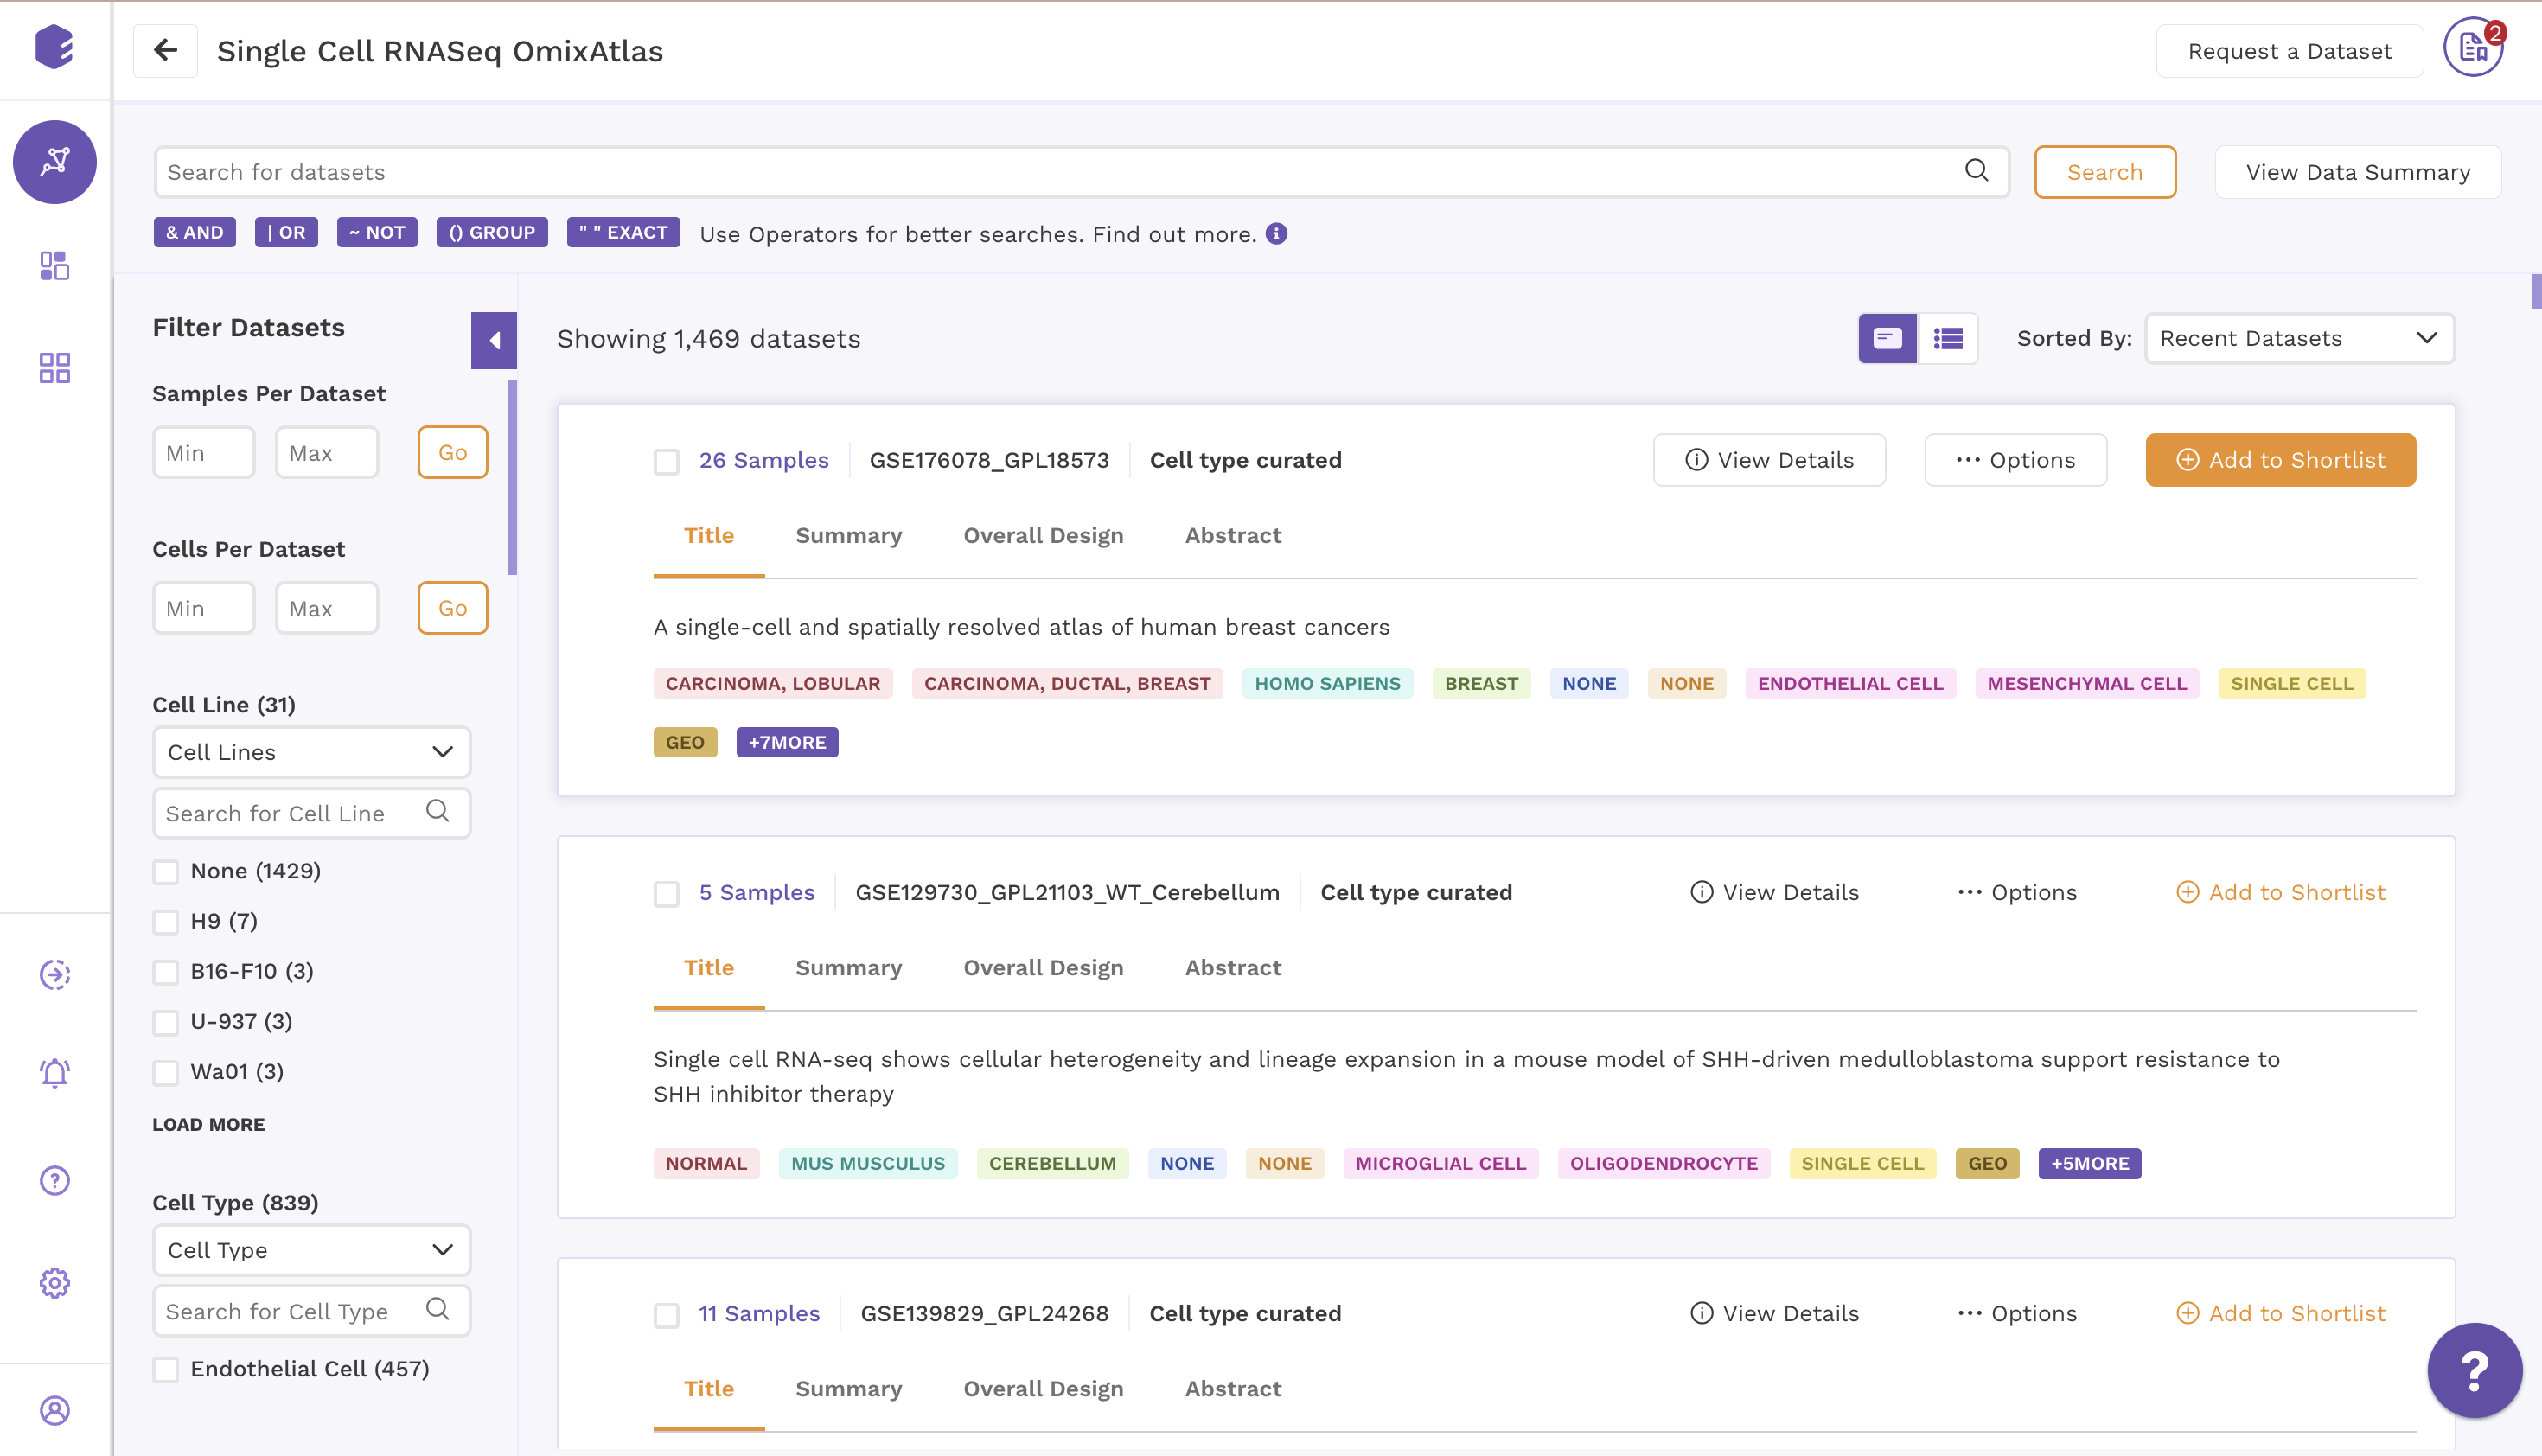 Single Cell RNASeq OmixAtlas
Request a Dataset
2
Search for datasets
Search
View Data Summary
& AND
| OR
~ NOT
() GROUP
" " EXACT
Use Operators for better searches. Find out more.
Filter Datasets
Samples Per Dataset
Min
Max
Go
Cells Per Dataset
Min
Max
Go
Cell Line (31)
Cell Lines
Search for Cell Line
None (1429)
H9 (7)
B16-F10 (3)
U-937 (3)
Wa01 (3)
LOAD MORE
Cell Type (839)
Cell Type
Search for Cell Type
Endothelial Cell (457)
Showing 1,469 datasets
Sorted By:
Recent Datasets
26 Samples
GSE176078_GPL18573
Cell type curated
View Details
Options
Add to Shortlist
Title
Summary
Overall Design
Abstract
A single-cell and spatially resolved atlas of human breast cancers
CARCINOMA, LOBULAR
CARCINOMA, DUCTAL, BREAST
HOMO SAPIENS
BREAST
NONE
NONE
ENDOTHELIAL CELL
MESENCHYMAL CELL
SINGLE CELL
GEO
+7MORE
5 Samples
GSE129730_GPL21103_WT_Cerebellum
Cell type curated
View Details
Options
Add to Shortlist
Title
Summary
Overall Design
Abstract
Single cell RNA-seq shows cellular heterogeneity and lineage expansion in a mouse model of SHH-driven medulloblastoma support resistance to
SHH inhibitor therapy
NORMAL
MUS MUSCULUS
CEREBELLUM
NONE
NONE
MICROGLIAL CELL
OLIGODENDROCYTE
SINGLE CELL
GEO
+5MORE
11 Samples
GSE139829_GPL24268
Cell type curated
View Details
Options
Add to Shortlist
Title
Summary
Overall Design
Abstract
?